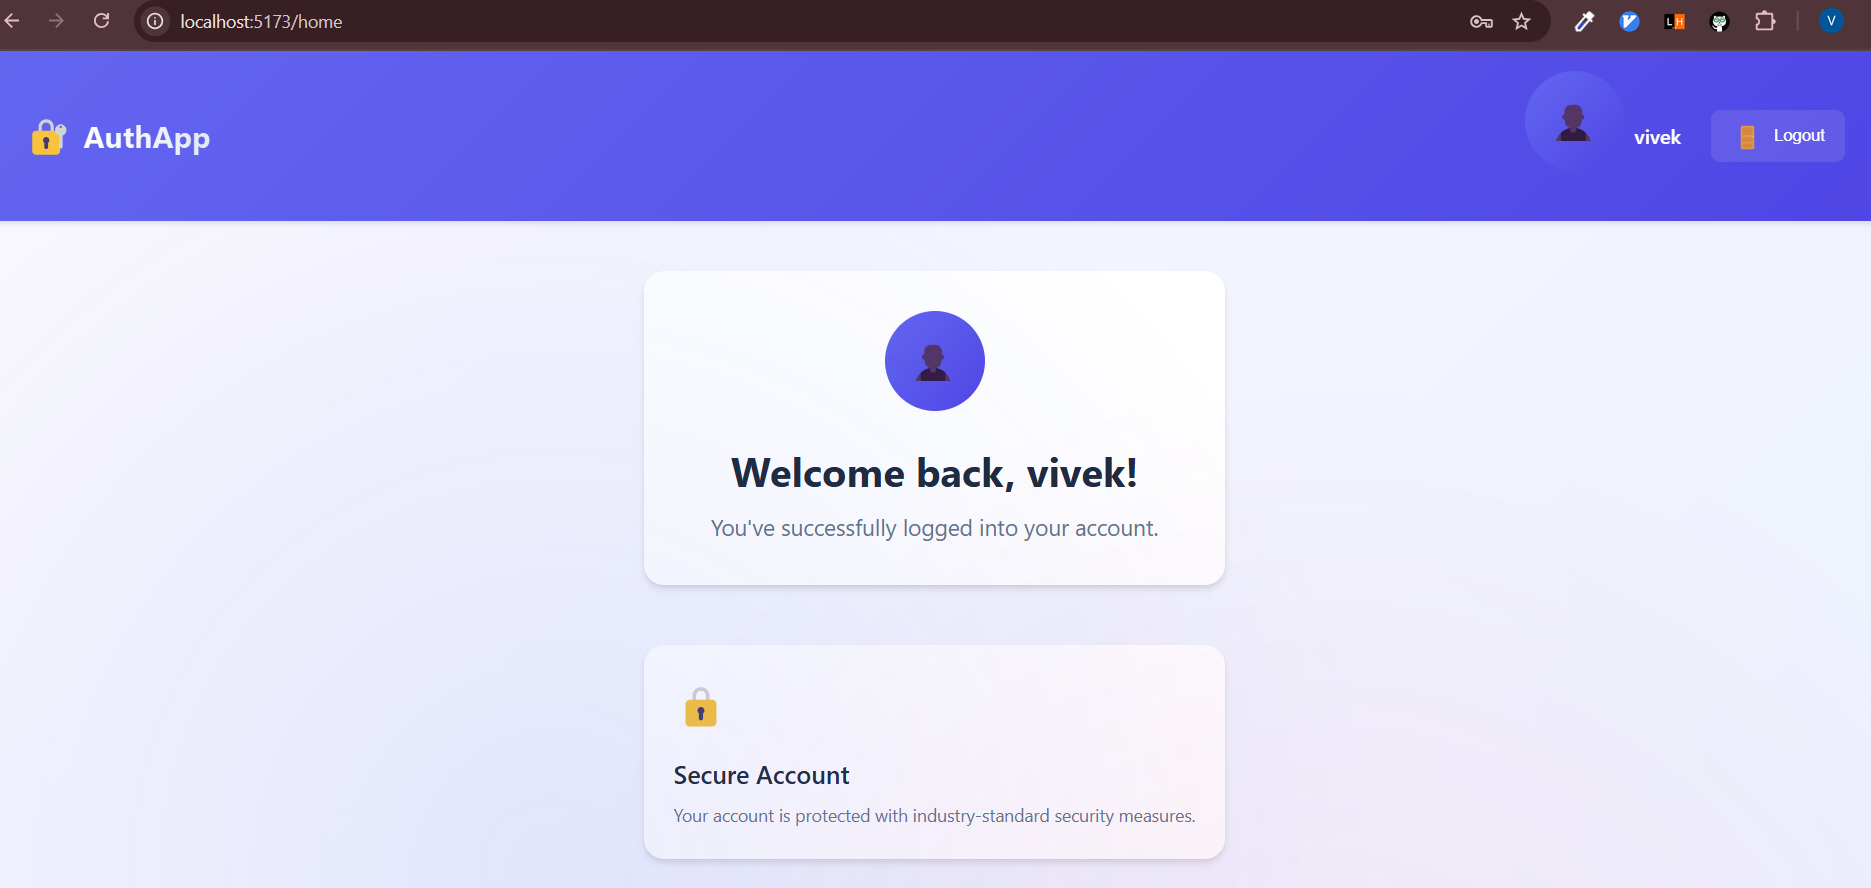 localhost:5173/home
L H
V
AuthApp
vivek
Logout
Welcome back, vivek!
You've successfully logged into your account.
Secure Account
Your account is protected with industry-standard security measures.